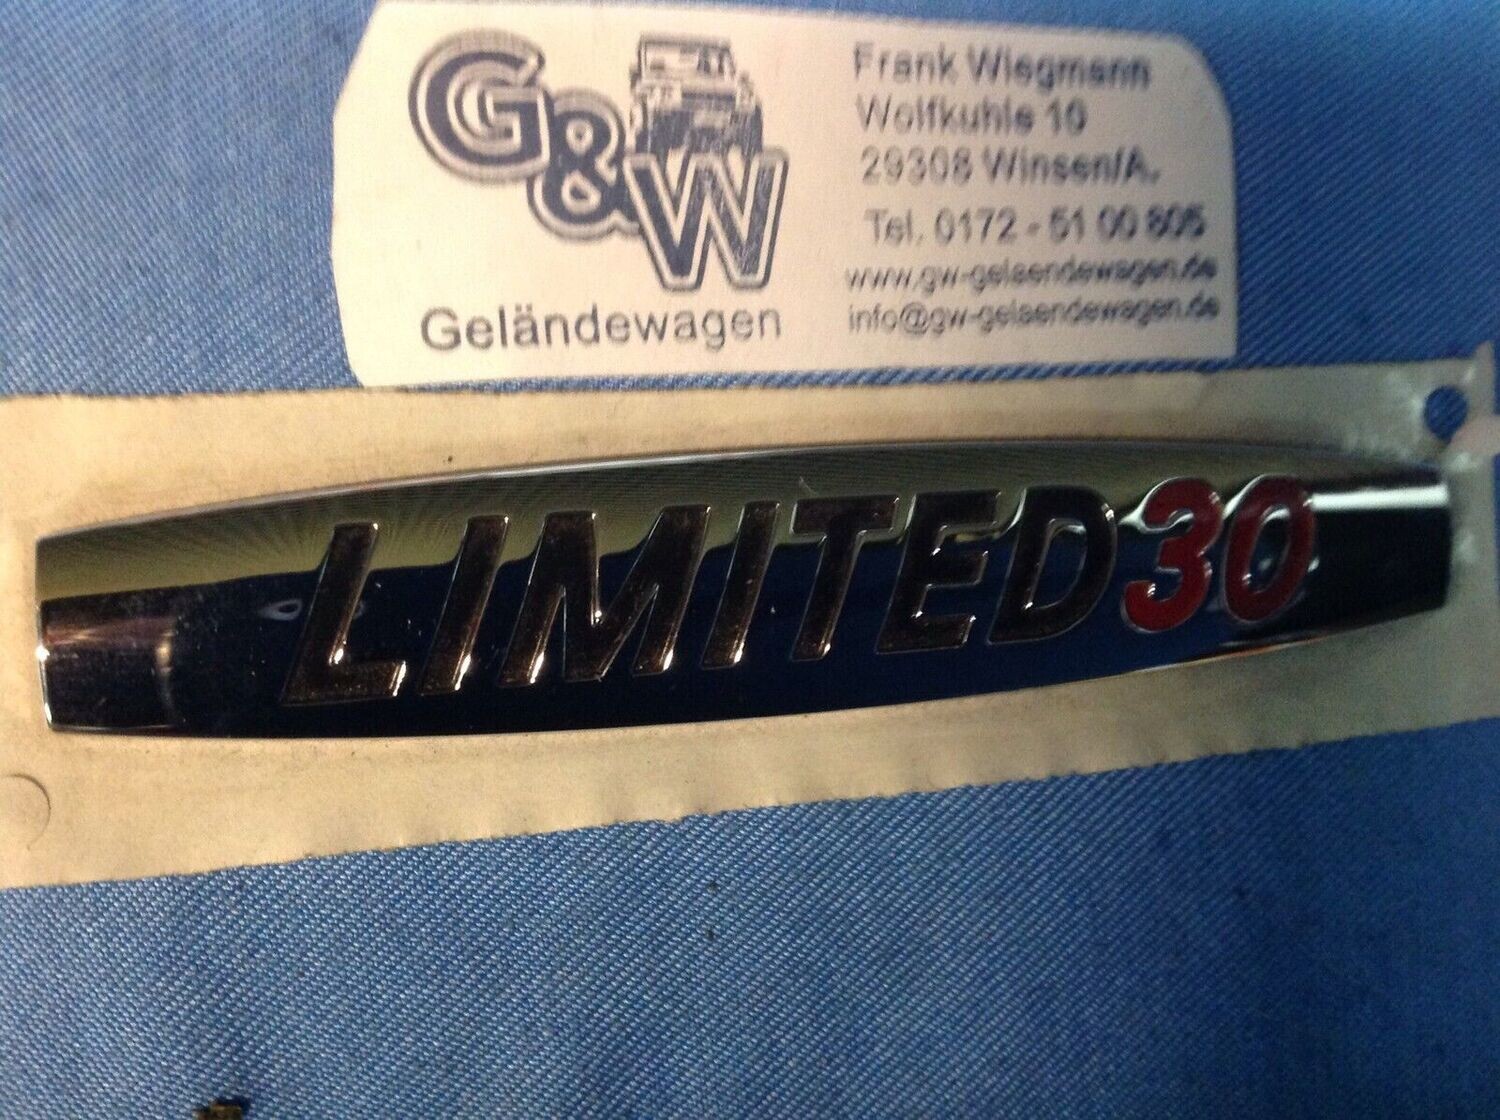 G&W
Geländewagen
Frank Wiegmann
Wolfkuhle 10
29308 Winsen/A.
Tel. 0172 - 51 00 805
www.gw-gelaendewagen.de
info@gw-gelaendewagen.de
LIMITED30